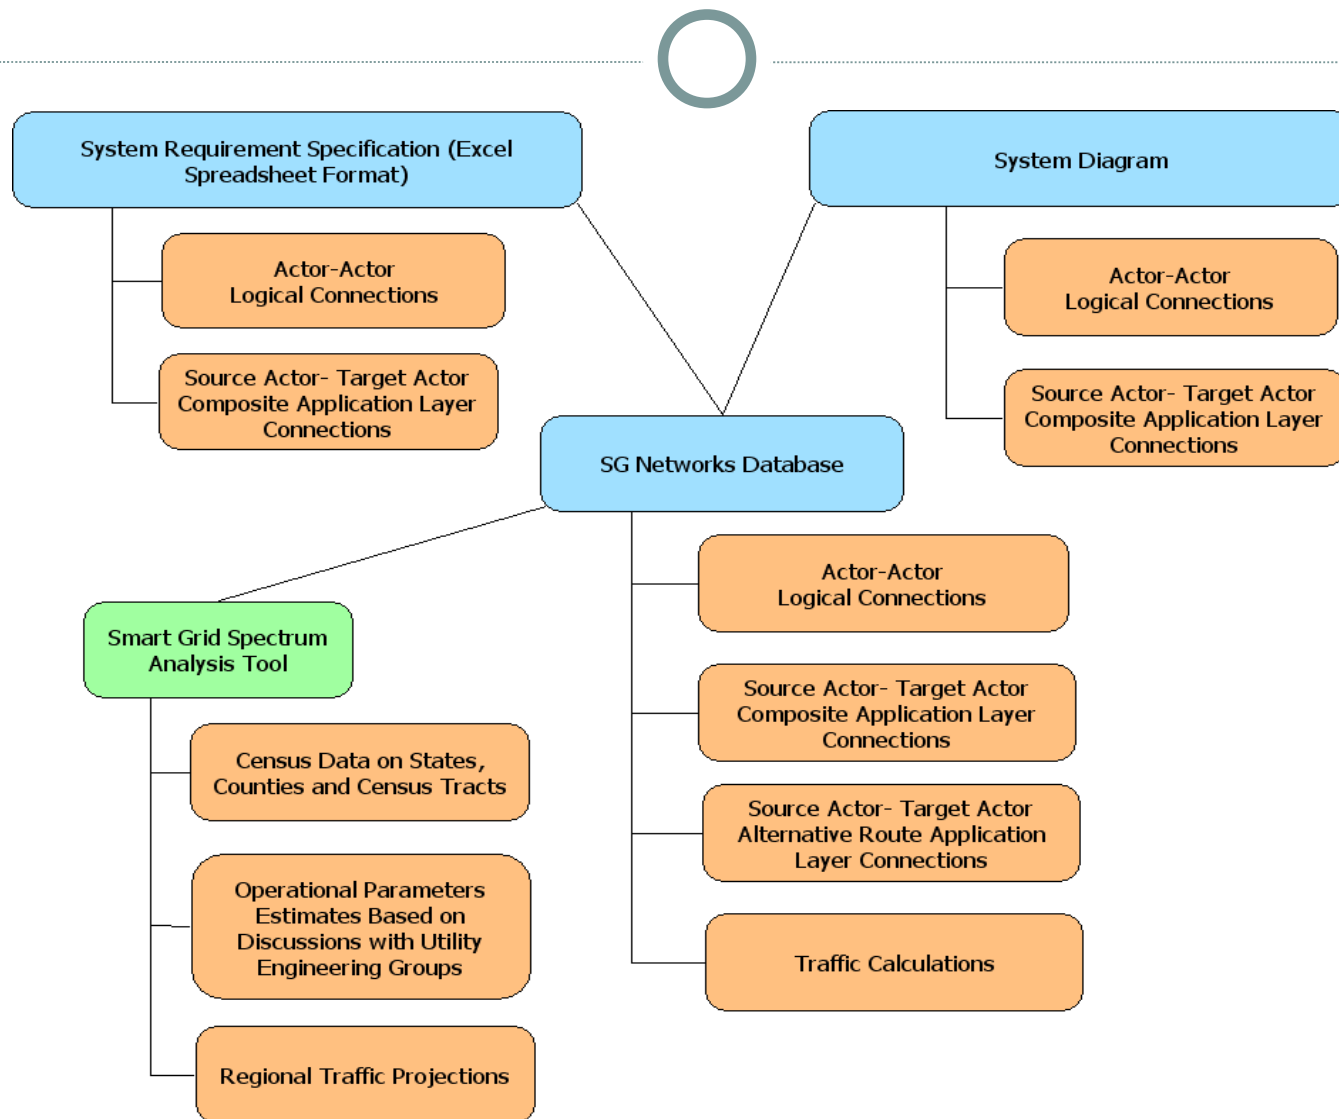 System Requirement Specification (Excel
Spreadsheet Format)
Actor-Actor
Logical Connections
Source Actor- Target Actor
Composite Application Layer
Connections
System Diagram
Actor-Actor
Logical Connections
Source Actor- Target Actor
Composite Application Layer
Connections
SG Networks Database
Actor-Actor
Logical Connections
Source Actor- Target Actor
Composite Application Layer
Connections
Source Actor- Target Actor
Alternative Route Application
Layer Connections
Traffic Calculations
Smart Grid Spectrum
Analysis Tool
Census Data on States,
Counties and Census Tracts
Operational Parameters
Estimates Based on
Discussions with Utility
Engineering Groups
Regional Traffic Projections